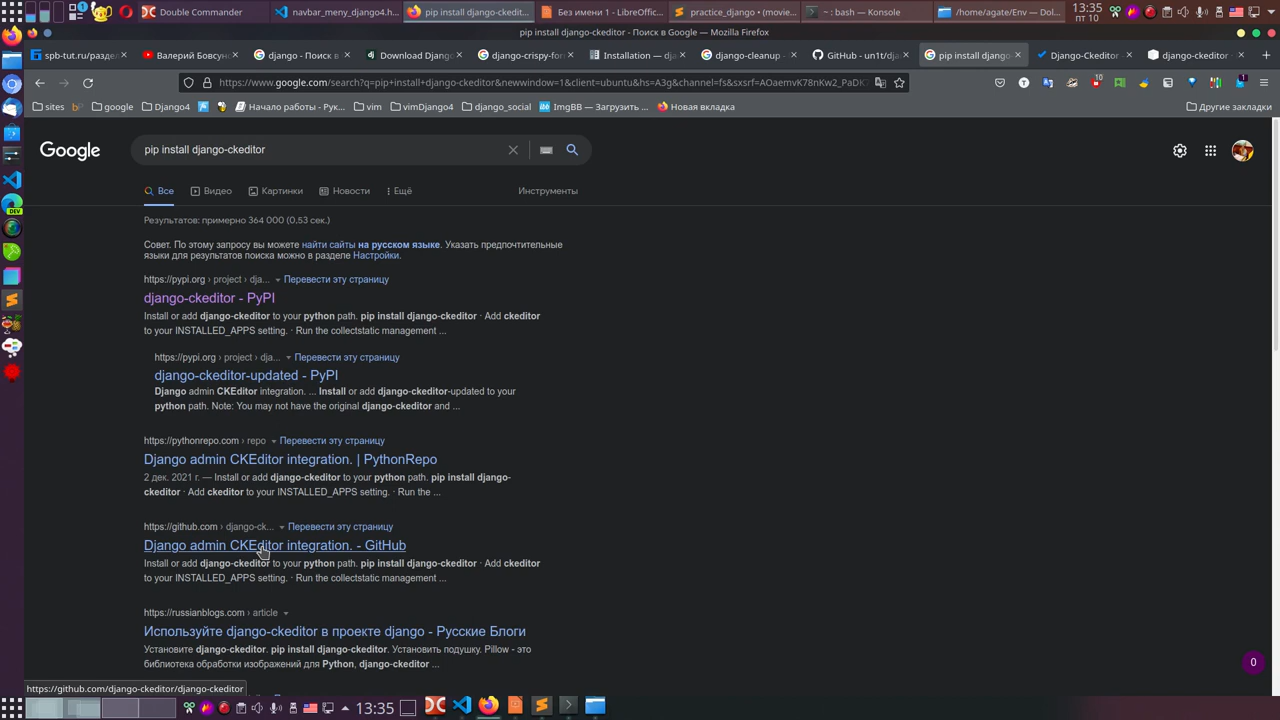 Double Commander
navbar_meny_django4.h...
pip install django-ckedit...
Без имени 1 - LibreOffic...
practice_django • (movie...
~ : bash — Konsole
/home/agate/Env — Dol...
13:35
пт 10
pip install django-ckeditor - Поиск в Google — Mozilla Firefox
spb-tut.ru/раздел
Валерий Бовсун
django - Поиск в
Download Django
django-crispy-for
Installation — dj
django-cleanup -
GitHub - un1t/dj
pip install django
Django-Ckeditor
django-ckeditor
https://www.google.com/search?q=pip+install+django-ckeditor&newwindow=1&client=ubuntu&hs=A3g&channel=fs&sxsrf=AOaemvK78nKw2_PaDK
10
1
sites
google
Django4
Начало работы - Рук...
vim
vimDjango4
django_social
ImgBB — Загрузить ...
Новая вкладка
Другие закладки
Google
pip install django-ckeditor
Все
Видео
Картинки
Новости
Ещё
Инструменты
Результатов: примерно 364 000 (0,53 сек.)
Совет. По этому запросу вы можете найти сайты на русском языке. Указать предпочтительные
языки для результатов поиска можно в разделе Настройки.
https://pypi.org › project › dja... Перевести эту страницу
django-ckeditor - PyPI
Install or add django-ckeditor to your python path. pip install django-ckeditor · Add ckeditor
to your INSTALLED_APPS setting. · Run the collectstatic management ...
https://pypi.org › project › dja... Перевести эту страницу
django-ckeditor-updated - PyPI
Django admin CKEditor integration. ... Install or add django-ckeditor-updated to your
python path. Note: You may not have the original django-ckeditor and ...
https://pythonrepo.com › repo Перевести эту страницу
Django admin CKEditor integration. | PythonRepo
2 дек. 2021 г. — Install or add django-ckeditor to your python path. pip install django-
ckeditor · Add ckeditor to your INSTALLED_APPS setting. · Run the ...
https://github.com › django-ck... Перевести эту страницу
Django admin CKEditor integration. - GitHub
Install or add django-ckeditor to your python path. pip install django-ckeditor · Add ckeditor
to your INSTALLED_APPS setting. · Run the collectstatic management ...
https://russianblogs.com › article
Используйте django-ckeditor в проекте django - Русские Блоги
Установите django-ckeditor. pip install django-ckeditor. Установить подушку. Pillow - это
библиотека обработки изображений для Python, django-ckeditor ...
0
https://github.com/django-ckeditor/django-ckeditor
13:35
DEV